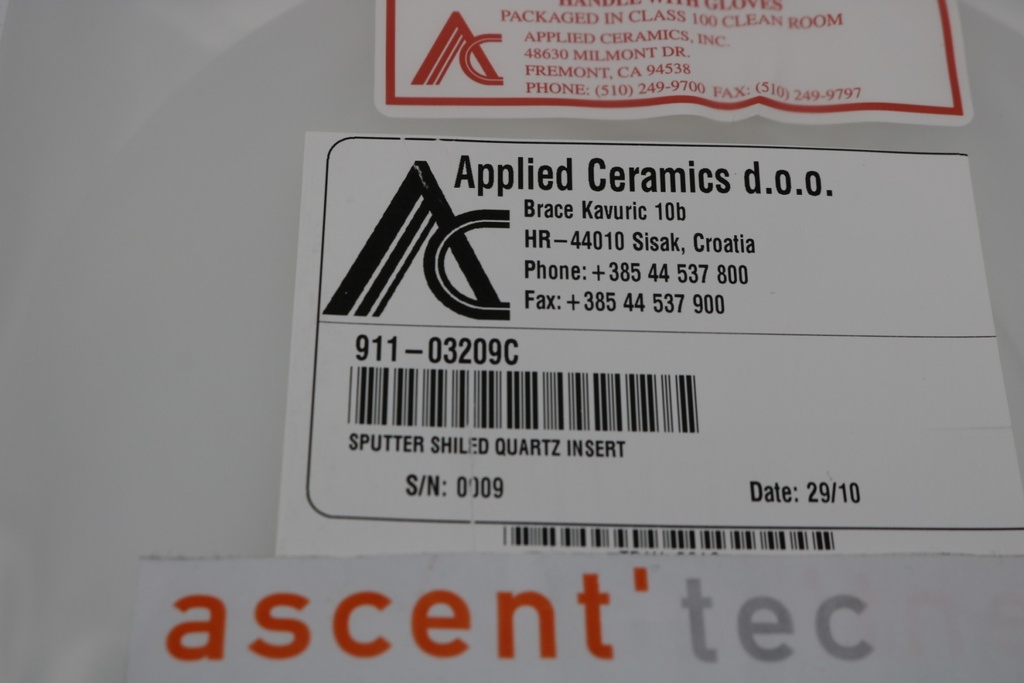 HANDLE WITH GLOVES
PACKAGED IN CLASS 100 CLEAN ROOM
APPLIED CERAMICS, INC.
48630 MILMONT DR.
FREMONT, CA 94538
PHONE: (510) 249-9700 FAX: (510) 249-9797
Applied Ceramics d.o.o.
Brace Kavuric 10b
HR-44010 Sisak, Croatia
Phone: +385 44 537 800
Fax: +385 44 537 900
911-03209C
SPUTTER SHILED QUARTZ INSERT
S/N: 0009
Date: 29/10
ascent'tec